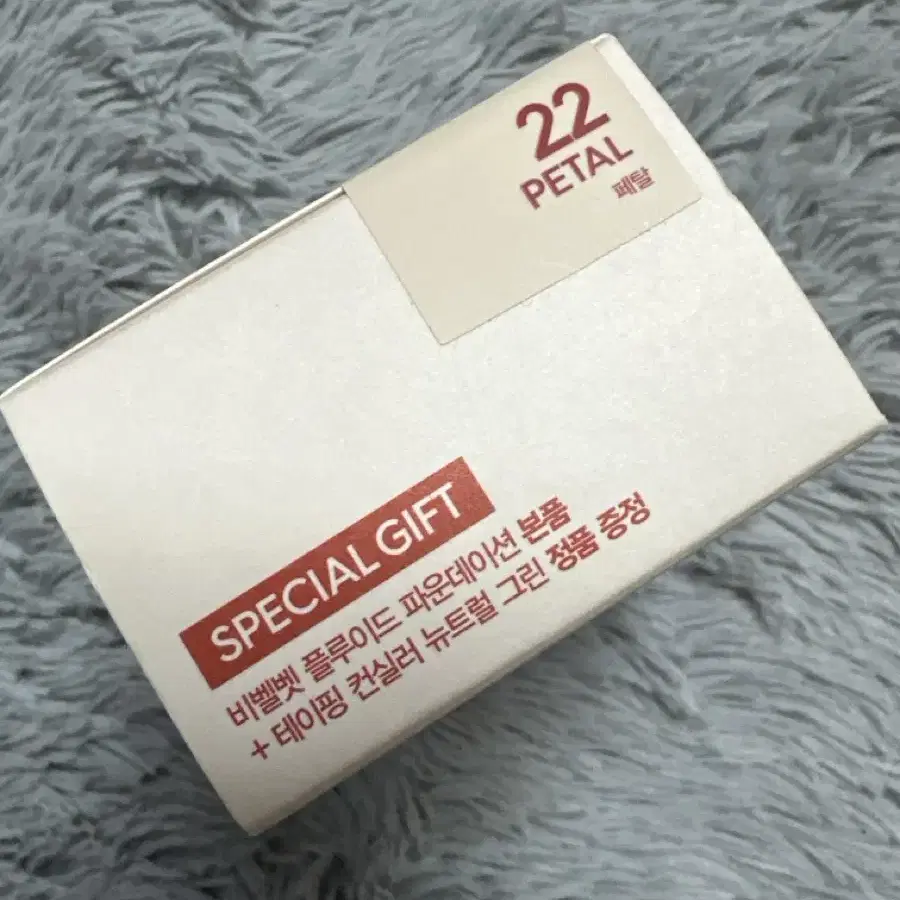 22
PETAL
페탈
SPECIAL GIFT
비벨벳 플루이드 파운데이션 본품
+ 테이핑 컨실러 뉴트럴 그린 정품 증정